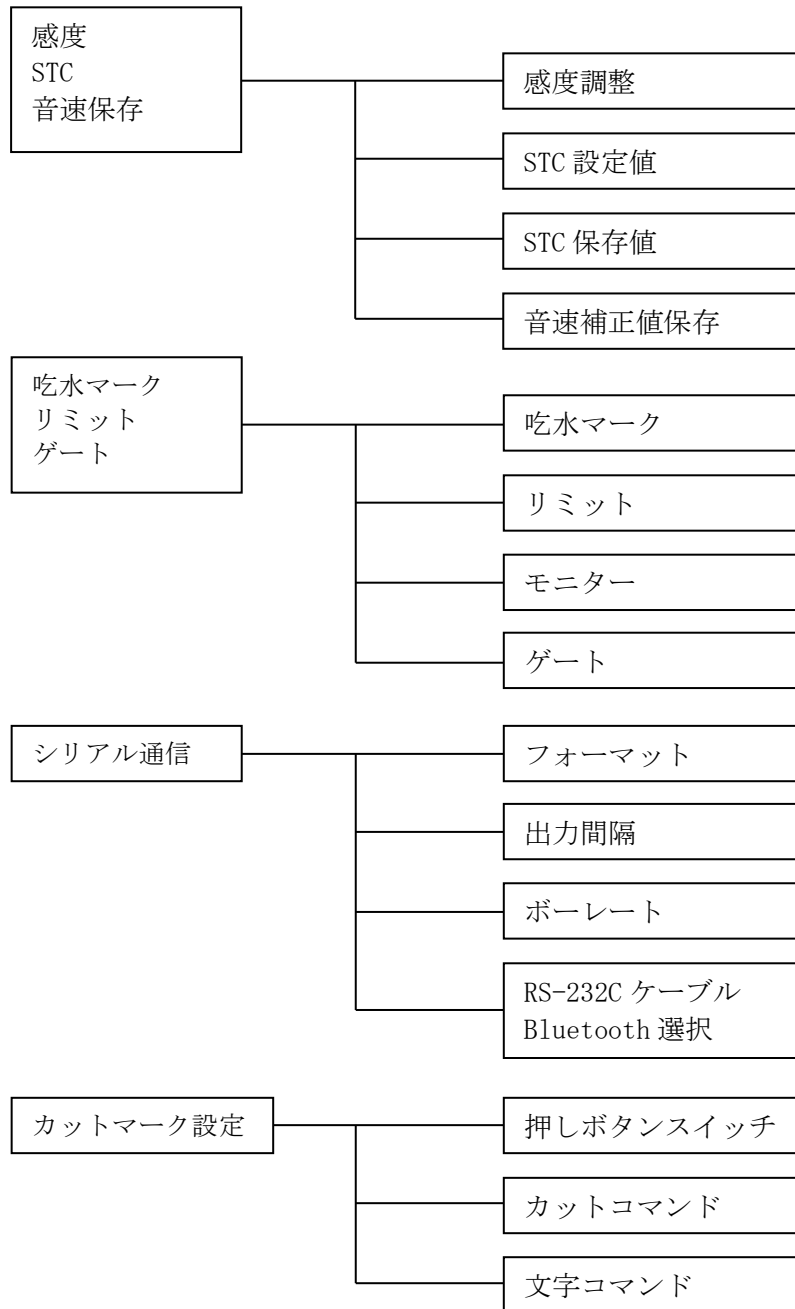 感度
STC
音速保存
感度調整
STC 設定値
STC 保存値
音速補正値保存
吃水マーク
リミット
ゲート
吃水マーク
リミット
モニター
ゲート
シリアル通信
フォーマット
出力間隔
ボーレート
RS-232C ケーブル
Bluetooth 選択
カットマーク設定
押しボタンスイッチ
カットコマンド
文字コマンド